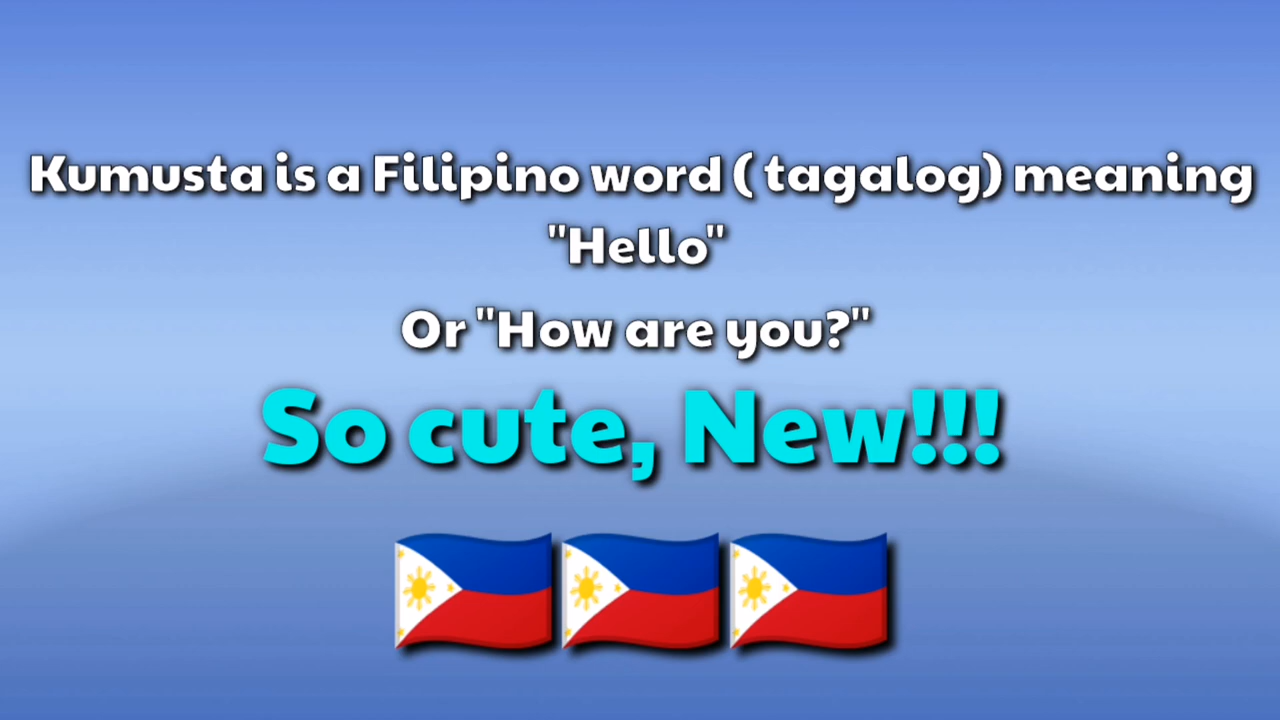 Kumusta is a Filipino word ( tagalog) meaning
"Hello"
Or "How are you?"
So cute, New!!!